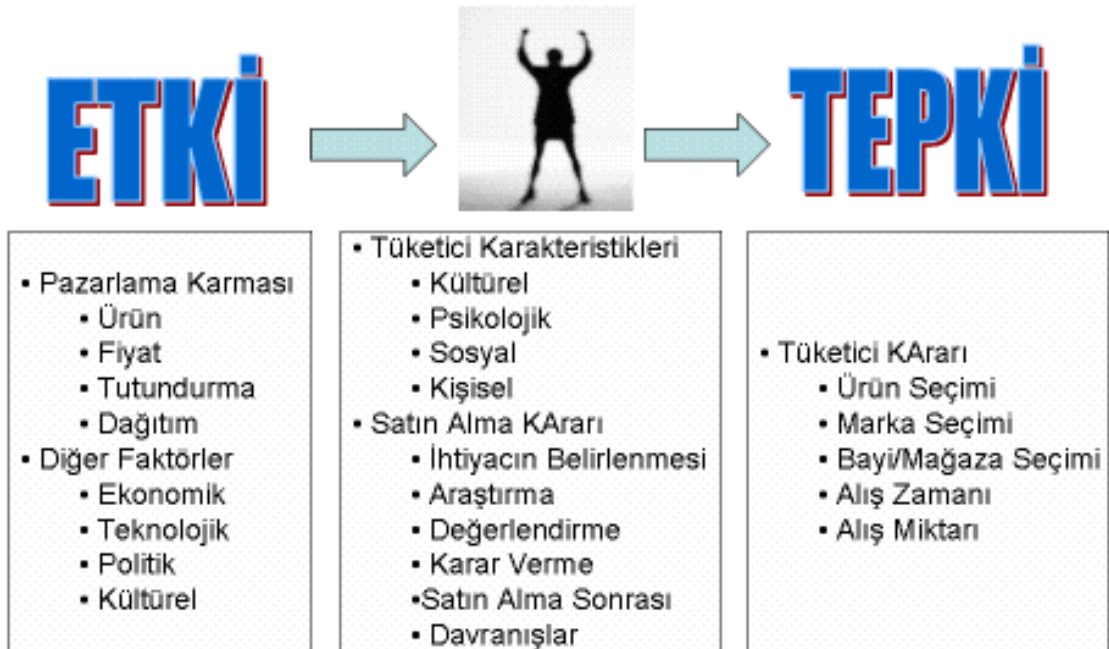 ETKİ
TEPKİ
• Pazarlama Karması
• Ürün
• Fiyat
• Tutundurma
• Dağıtım
• Diğer Faktörler
• Ekonomik
• Teknolojik
• Politik
• Kültürel
• Tüketici Karakteristikleri
• Kültürel
• Psikolojik
• Sosyal
• Kişisel
• Satın Alma KArarı
• İhtiyacın Belirlenmesi
• Araştırma
• Değerlendirme
• Karar Verme
•Satın Alma Sonrası
• Davranışlar
• Tüketici KArarı
• Ürün Seçimi
• Marka Seçimi
• Bayi/Mağaza Seçimi
• Alış Zamanı
• Alış Miktarı